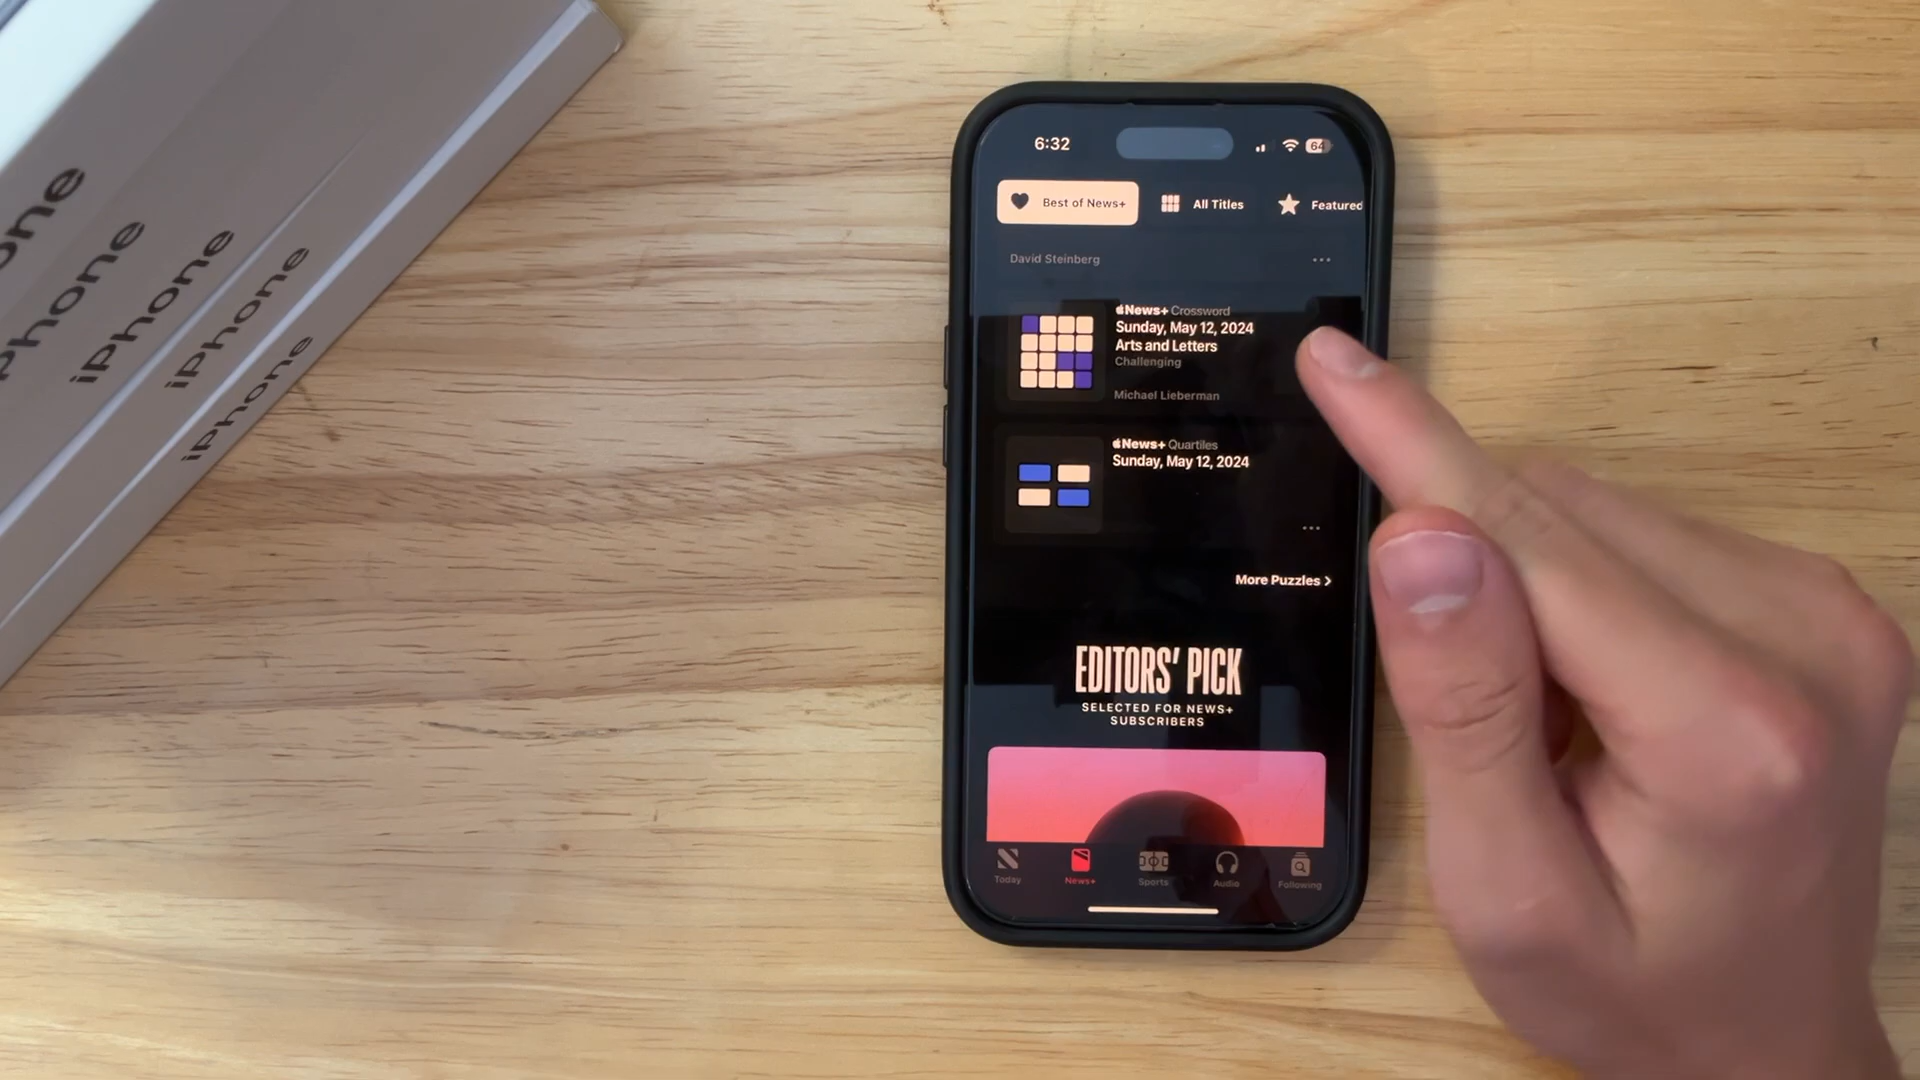 one
iPhone
iPhone
iPhone
iPhone
6:32
64
Best of News+
All Titles
Featured
David Steinberg
News+ Crossword
Sunday, May 12, 2024
Arts and Letters
Challenging
Michael Lieberman
News+ Quartiles
Sunday, May 12, 2024
More Puzzles >
EDITORS' PICK
SELECTED FOR NEWS+
SUBSCRIBERS
Today
News+
Sports
Audio
Following